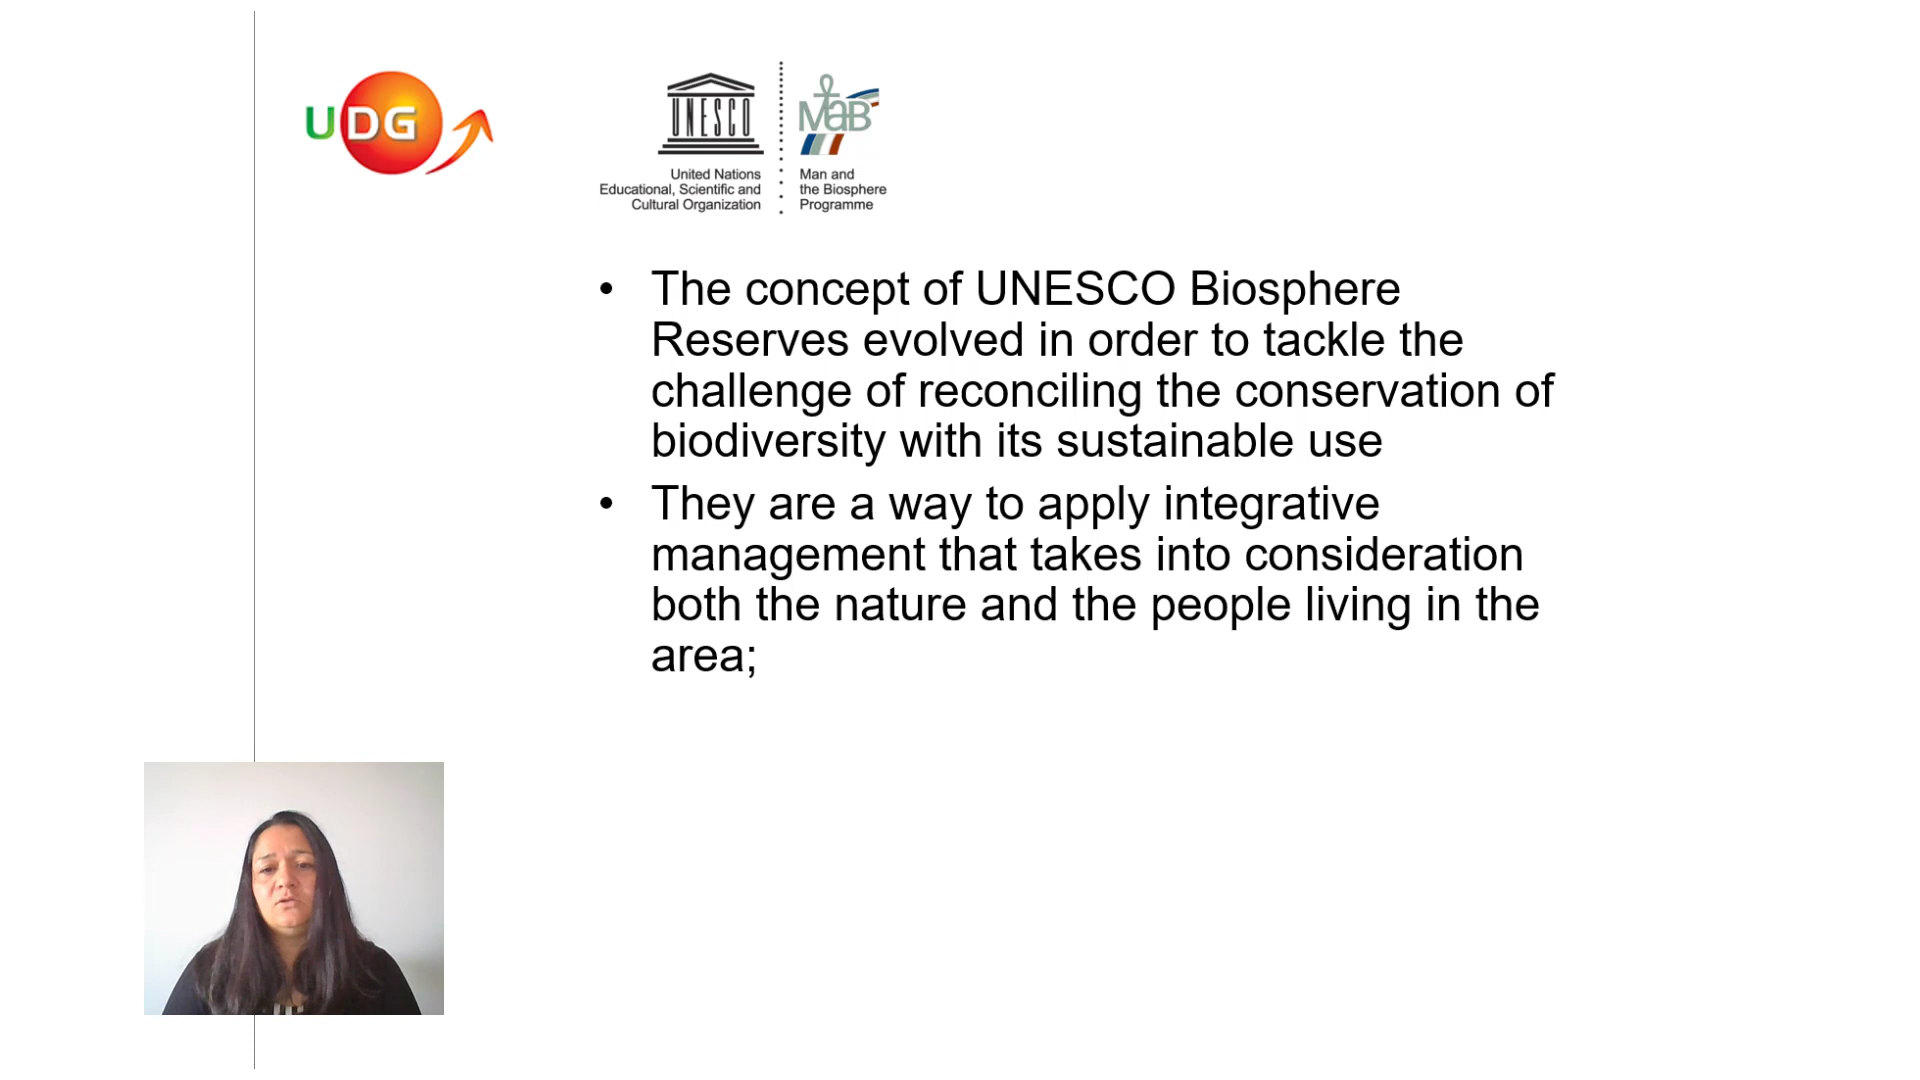 UDG
UNESCO
MaB
United Nations
Educational, Scientific and
Cultural Organization
Man and
the Biosphere
Programme
• The concept of UNESCO Biosphere
Reserves evolved in order to tackle the
challenge of reconciling the conservation of
biodiversity with its sustainable use
• They are a way to apply integrative
management that takes into consideration
both the nature and the people living in the
area;